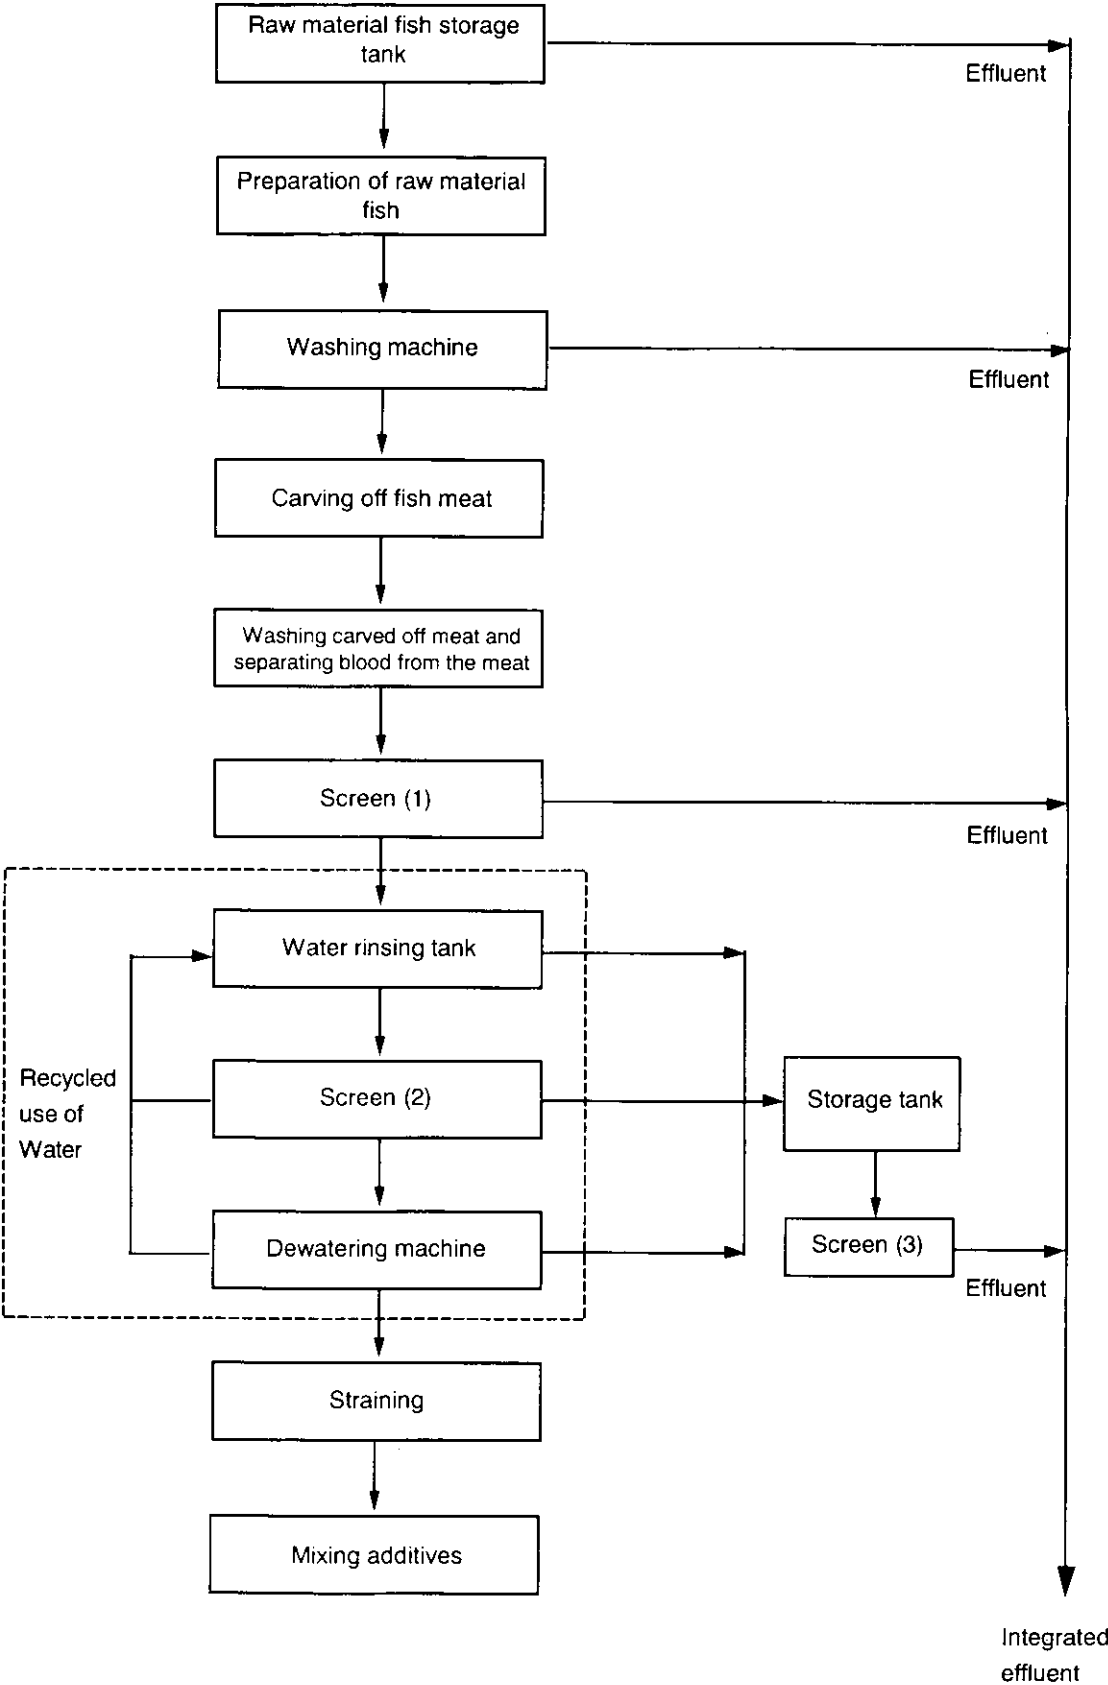 Raw material fish storage
tank
Effluent
Preparation of raw material
fish
Washing machine
Effluent
Carving off fish meat
Washing carved off meat and
separating blood from the meat
Screen (1)
Effluent
Water rinsing tank
Recycled
use of
Water
Screen (2)
Storage tank
Dewatering machine
Screen (3)
Effluent
Straining
Mixing additives
Integrated
effluent